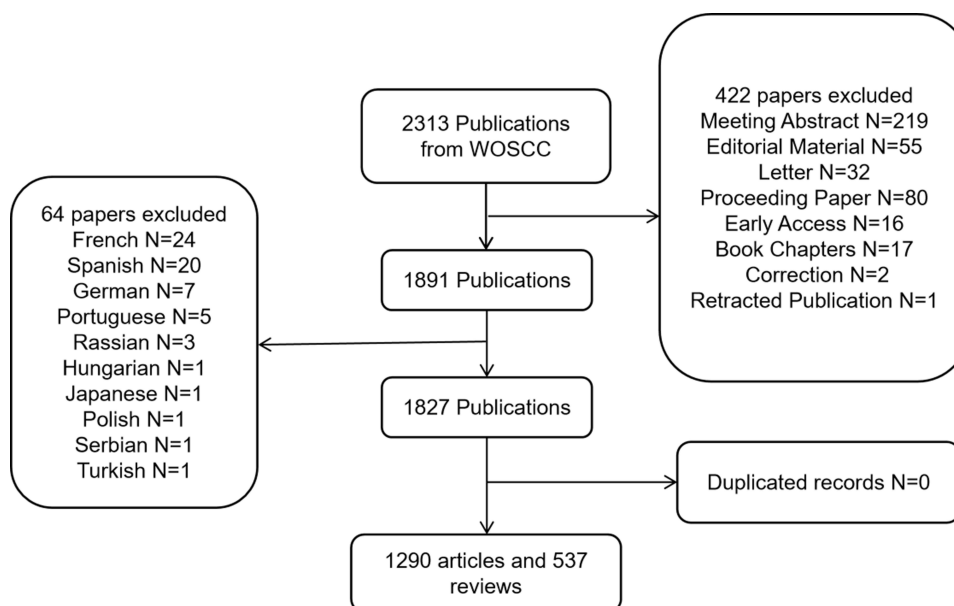 2313 Publications
from WOSCC
422 papers excluded
Meeting Abstract N=219
Editorial Material N=55
Letter N=32
Proceeding Paper N=80
Early Access N=16
Book Chapters N=17
Correction N=2
Retracted Publication N=1
1891 Publications
64 papers excluded
French N=24
Spanish N=20
German N=7
Portuguese N=5
Rassian N=3
Hungarian N=1
Japanese N=1
Polish N=1
Serbian N=1
Turkish N=1
1827 Publications
Duplicated records N=0
1290 articles and 537
reviews